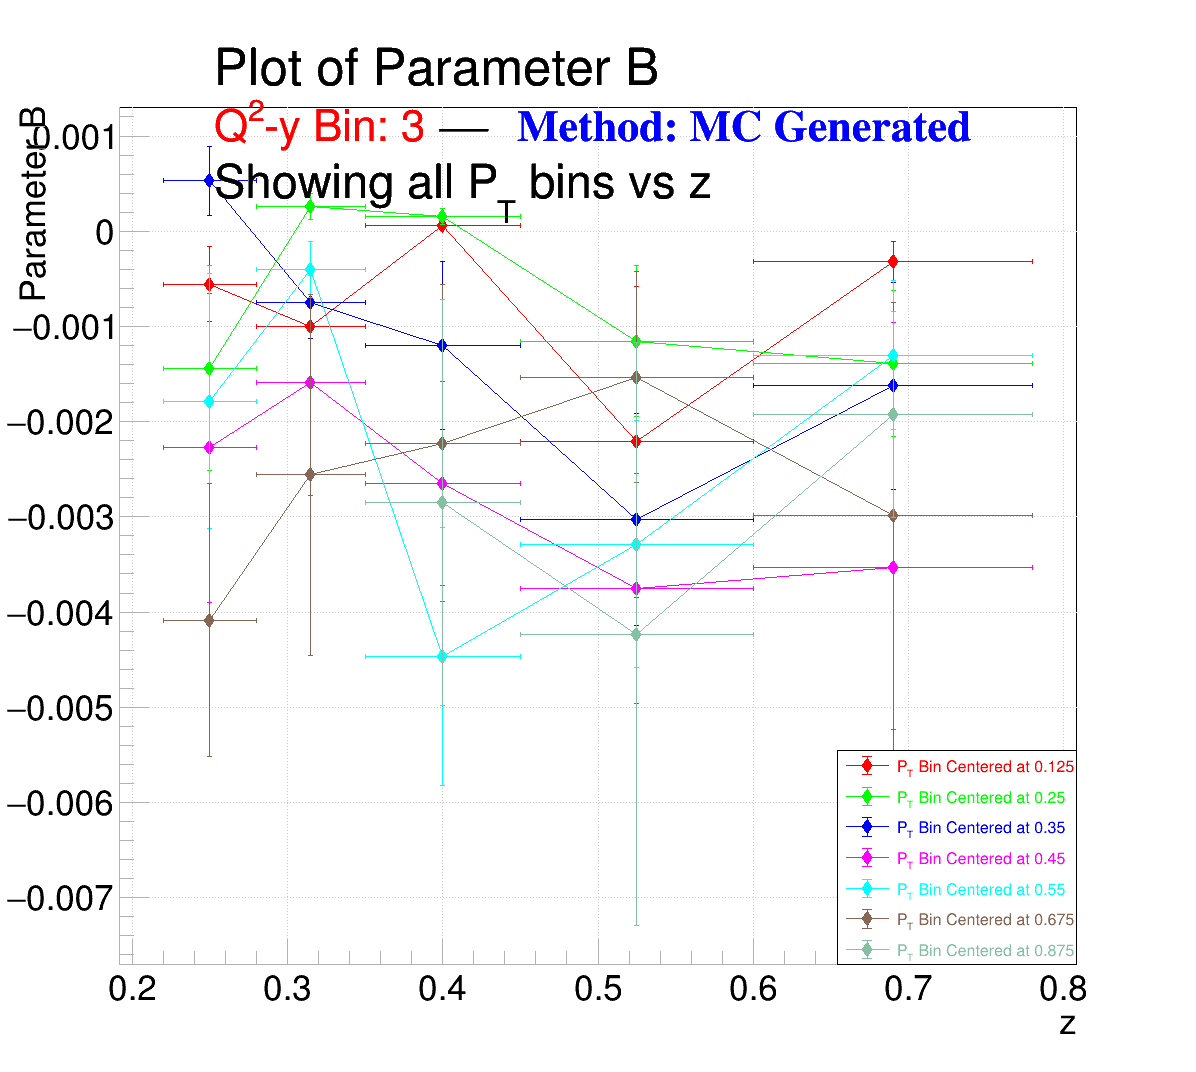 Plot of Parameter B
Q²-y Bin: 3 — Method: MC Generated
Showing all P_T bins vs z
Parameter B
0.001
0
−0.001
−0.002
−0.003
−0.004
−0.005
−0.006
−0.007
P_T Bin Centered at 0.125
P_T Bin Centered at 0.25
P_T Bin Centered at 0.35
P_T Bin Centered at 0.45
P_T Bin Centered at 0.55
P_T Bin Centered at 0.675
P_T Bin Centered at 0.875
0.2 0.3 0.4 0.5 0.6 0.7 0.8
z